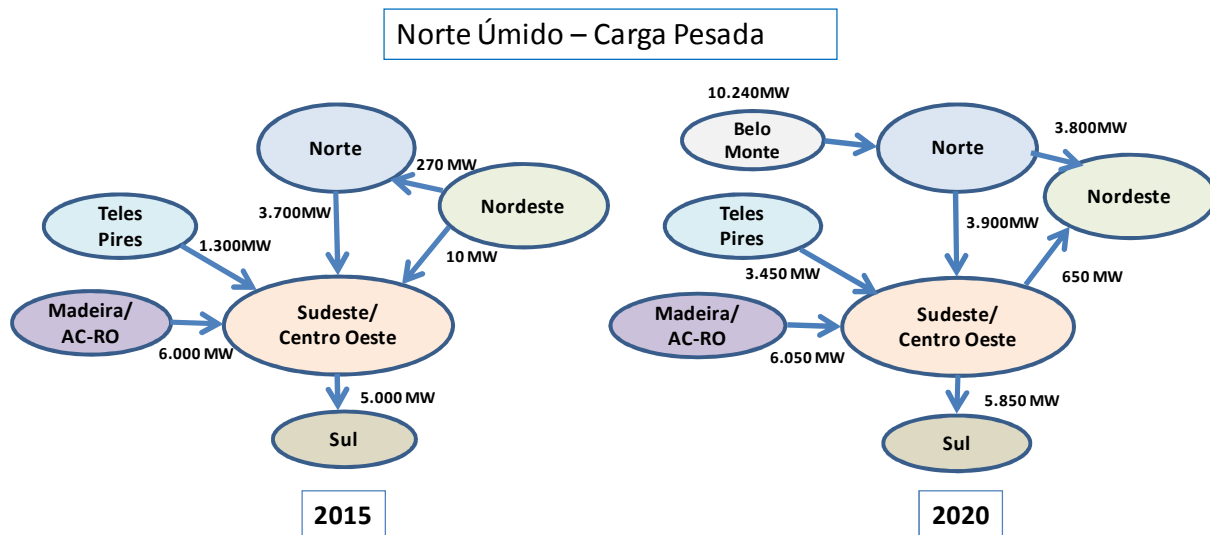 Norte Úmido – Carga Pesada
Norte
270 MW
Nordeste
Teles
Pires
3.700MW
1.300MW
10 MW
Madeira/
AC-RO
6.000 MW
Sudeste/
Centro Oeste
5.000 MW
Sul
2015
10.240MW
Belo
Monte
Norte
3.800MW
Nordeste
Teles
Pires
3.900MW
3.450 MW
650 MW
Madeira/
AC-RO
6.050 MW
Sudeste/
Centro Oeste
5.850 MW
Sul
2020